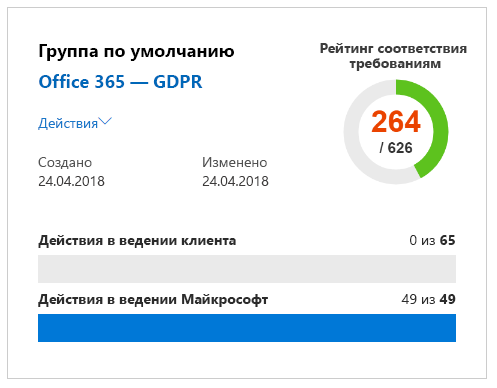 Группа по умолчанию
Office 365 — GDPR
Действия
Создано
24.04.2018
Изменено
24.04.2018
Рейтинг соответствия
требованиям
264
/ 626
Действия в ведении клиента
0 из 65
Действия в ведении Майкрософт
49 из 49